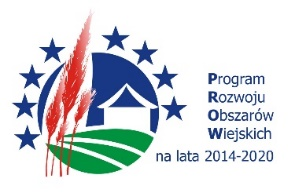 Program
Rozwoju
Obszarów
Wiejskich
na lata 2014-2020